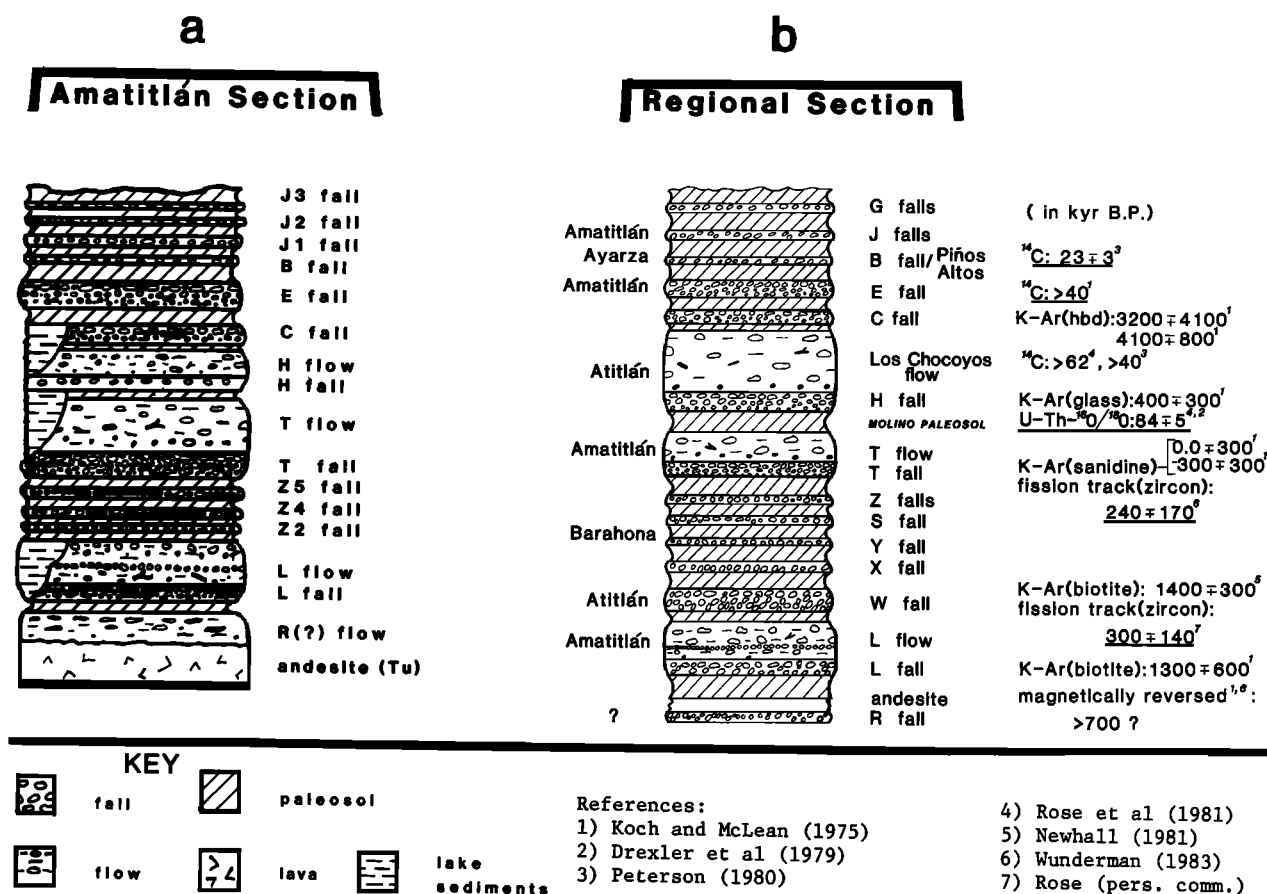 a
Amatitlán Section
J3 fall
J2 fall
J1 fall
B fall
E fall
C fall
H flow
H fall
T flow
T fall
Z5 fall
Z4 fall
Z2 fall
L flow
L fall
R(?) flow
andesite (Tu)
b
Regional Section
G falls
( in kyr B.P.)
Amatitlán
J falls
Ayarza
B fall/Piños Altos
¹⁴C: 23∓3³
Amatitlán
E fall
¹⁴C:>40¹
C fall
K-Ar(hbd):3200∓4100¹
4100∓800¹
Atitlán
Los Chocoyos
flow
¹⁴C:>62⁴, >40³
H fall
K-Ar(glass):400∓300¹
MOLINO PALEOSOL
U-Th-¹⁶O/¹⁸O:84∓5⁴,²
Amatitlán
T flow
0.0∓300¹
T fall
K-Ar(sanidine)
-300∓300¹
Z falls
fission track(zircon):
S fall
240∓170⁶
Barahona
Y fall
X fall
K-Ar(biotite): 1400∓300⁵
Atitlán
W fall
fission track(zircon):
Amatitlán
L flow
300∓140⁷
L fall
K-Ar(biotite):1300∓600¹
andesite
magnetically reversed¹,⁶:
?
R fall
>700 ?
KEY
fall
paleosol
flow
lava
lake
sediments
References:
1) Koch and McLean (1975)
2) Drexler et al (1979)
3) Peterson (1980)
4) Rose et al (1981)
5) Newhall (1981)
6) Wunderman (1983)
7) Rose (pers. comm.)